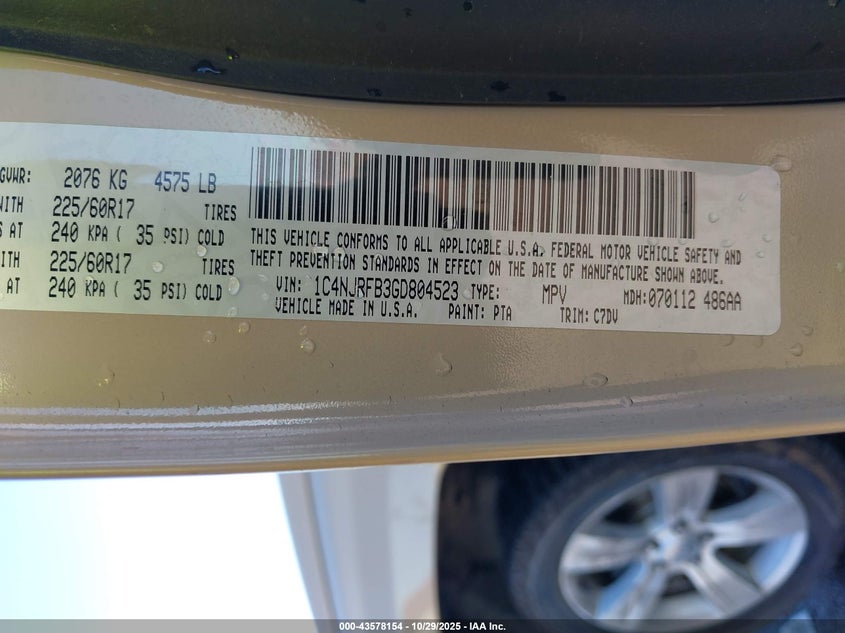 GVWR: 2076 KG 4575 LB
WITH 225/60R17 TIRES
S AT 240 KPA ( 35 PSI) COLD
WITH 225/60R17 TIRES
AT 240 KPA ( 35 PSI) COLD
THIS VEHICLE CONFORMS TO ALL APPLICABLE U.S.A. FEDERAL MOTOR VEHICLE SAFETY AND
THEFT PREVENTION STANDARDS IN EFFECT ON THE DATE OF MANUFACTURE SHOWN ABOVE.
VIN: 1C4NJRFB3GD804523 TYPE: MPV MDH:070112 486AA
VEHICLE MADE IN U.S.A. PAINT: PTA TRIM: C7DV
000-43578154 - 10/29/2025 - IAA Inc.